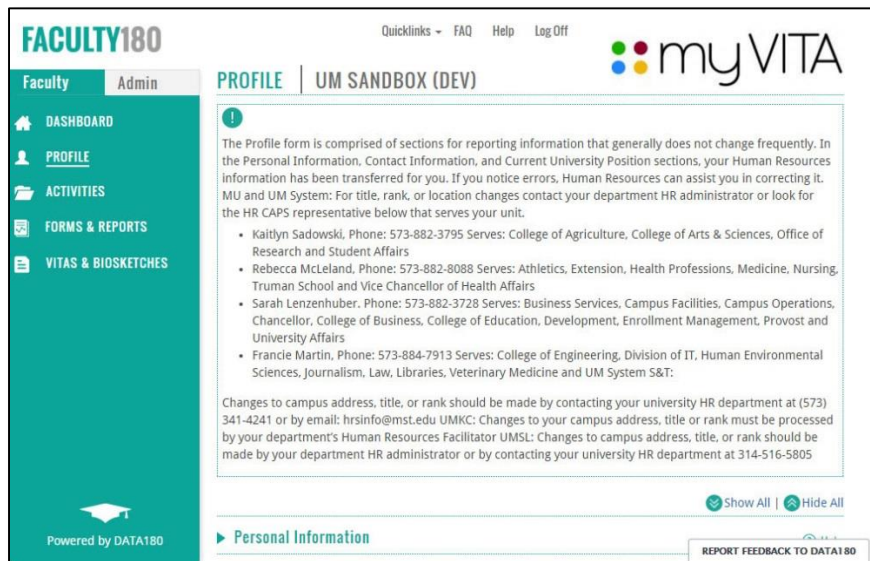 FACULTY180
Quicklinks FAQ Help Log Off
my VITA
Faculty Admin
PROFILE UM SANDBOX (DEV)
DASHBOARD
PROFILE
ACTIVITIES
FORMS & REPORTS
VITAS & BIOSKETCHES
!
The Profile form is comprised of sections for reporting information that generally does not change frequently. In
the Personal Information, Contact Information, and Current University Position sections, your Human Resources
information has been transferred for you. If you notice errors, Human Resources can assist you in correcting it.
MU and UM System: For title, rank, or location changes contact your department HR administrator or look for
the HR CAPS representative below that serves your unit.
• Kaitlyn Sadowski, Phone: 573-882-3795 Serves: College of Agriculture, College of Arts & Sciences, Office of
Research and Student Affairs
• Rebecca McLeland, Phone: 573-882-8088 Serves: Athletics, Extension, Health Professions, Medicine, Nursing,
Truman School and Vice Chancellor of Health Affairs
• Sarah Lenzenhuber. Phone: 573-882-3728 Serves: Business Services, Campus Facilities, Campus Operations,
Chancellor, College of Business, College of Education, Development, Enrollment Management, Provost and
University Affairs
• Francie Martin, Phone: 573-884-7913 Serves: College of Engineering, Division of IT, Human Environmental
Sciences, Journalism, Law, Libraries, Veterinary Medicine and UM System S&T:
Changes to campus address, title, or rank should be made by contacting your university HR department at (573)
341-4241 or by email: hrsinfo@mst.edu UMKC: Changes to your campus address, title or rank must be processed
by your department's Human Resources Facilitator UMSL: Changes to campus address, title, or rank should be
made by your department HR administrator or by contacting your university HR department at 314-516-5805
Show All | Hide All
Personal Information
Powered by DATA180
REPORT FEEDBACK TO DATA180